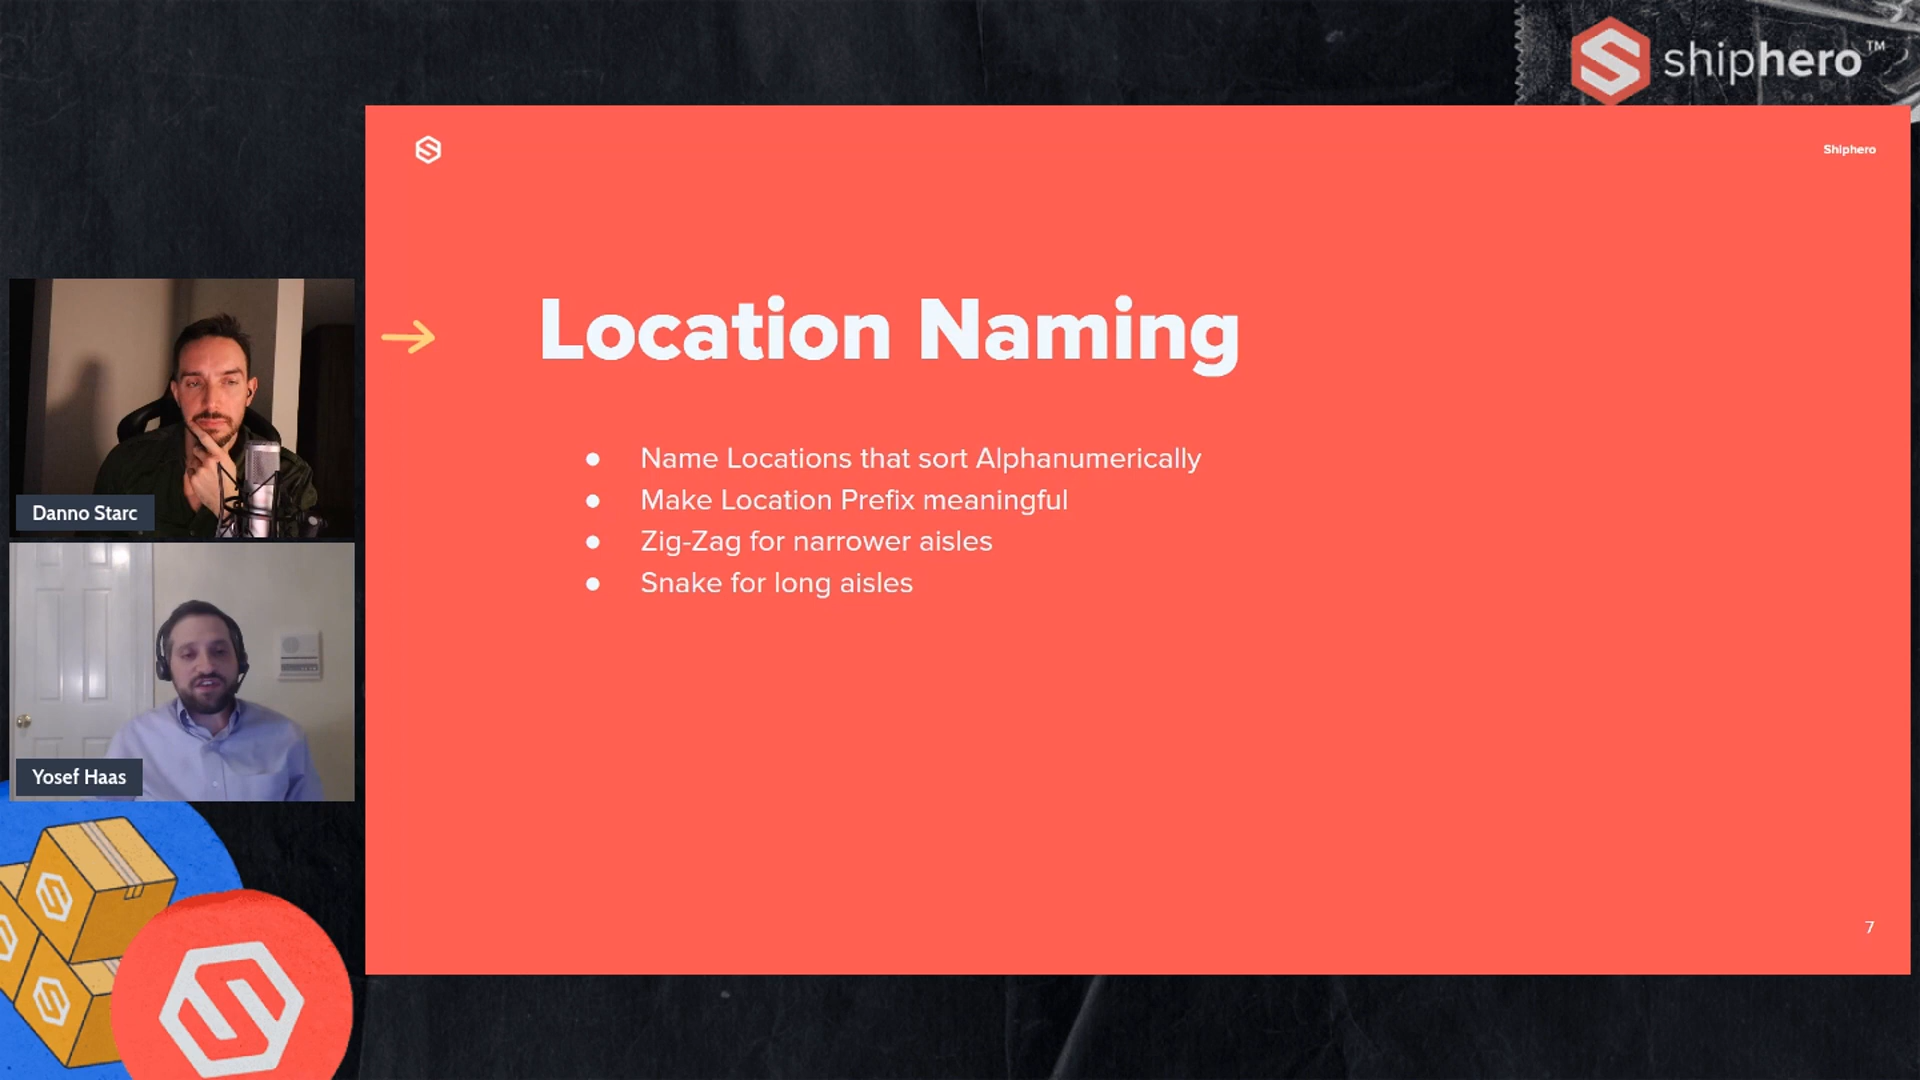 shiphero™
Shiphero
Location Naming
● Name Locations that sort Alphanumerically
● Make Location Prefix meaningful
● Zig-Zag for narrower aisles
● Snake for long aisles
Danno Starc
Yosef Haas
7